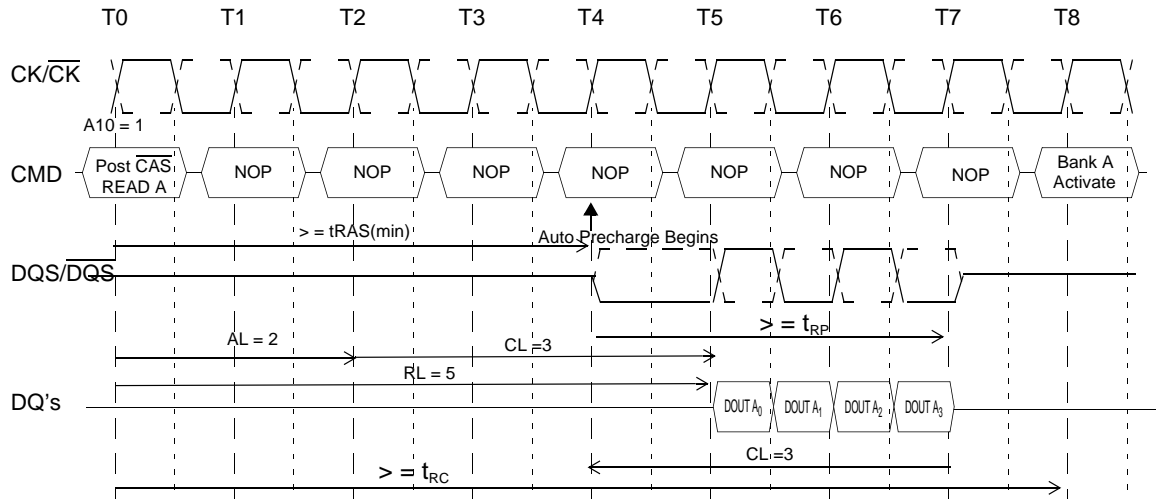 T0 T1 T2 T3 T4 T5 T6 T7 T8
CK/CK
A10 = 1
CMD
Post CAS
READ A
NOP NOP NOP NOP NOP NOP NOP
Bank A
Activate
> = tRAS(min)
Auto Precharge Begins
DQS/DQS
> = tRP
AL = 2
CL =3
RL = 5
DQ's
DOUT A0 DOUT A1 DOUT A2 DOUT A3
CL =3
> = tRC